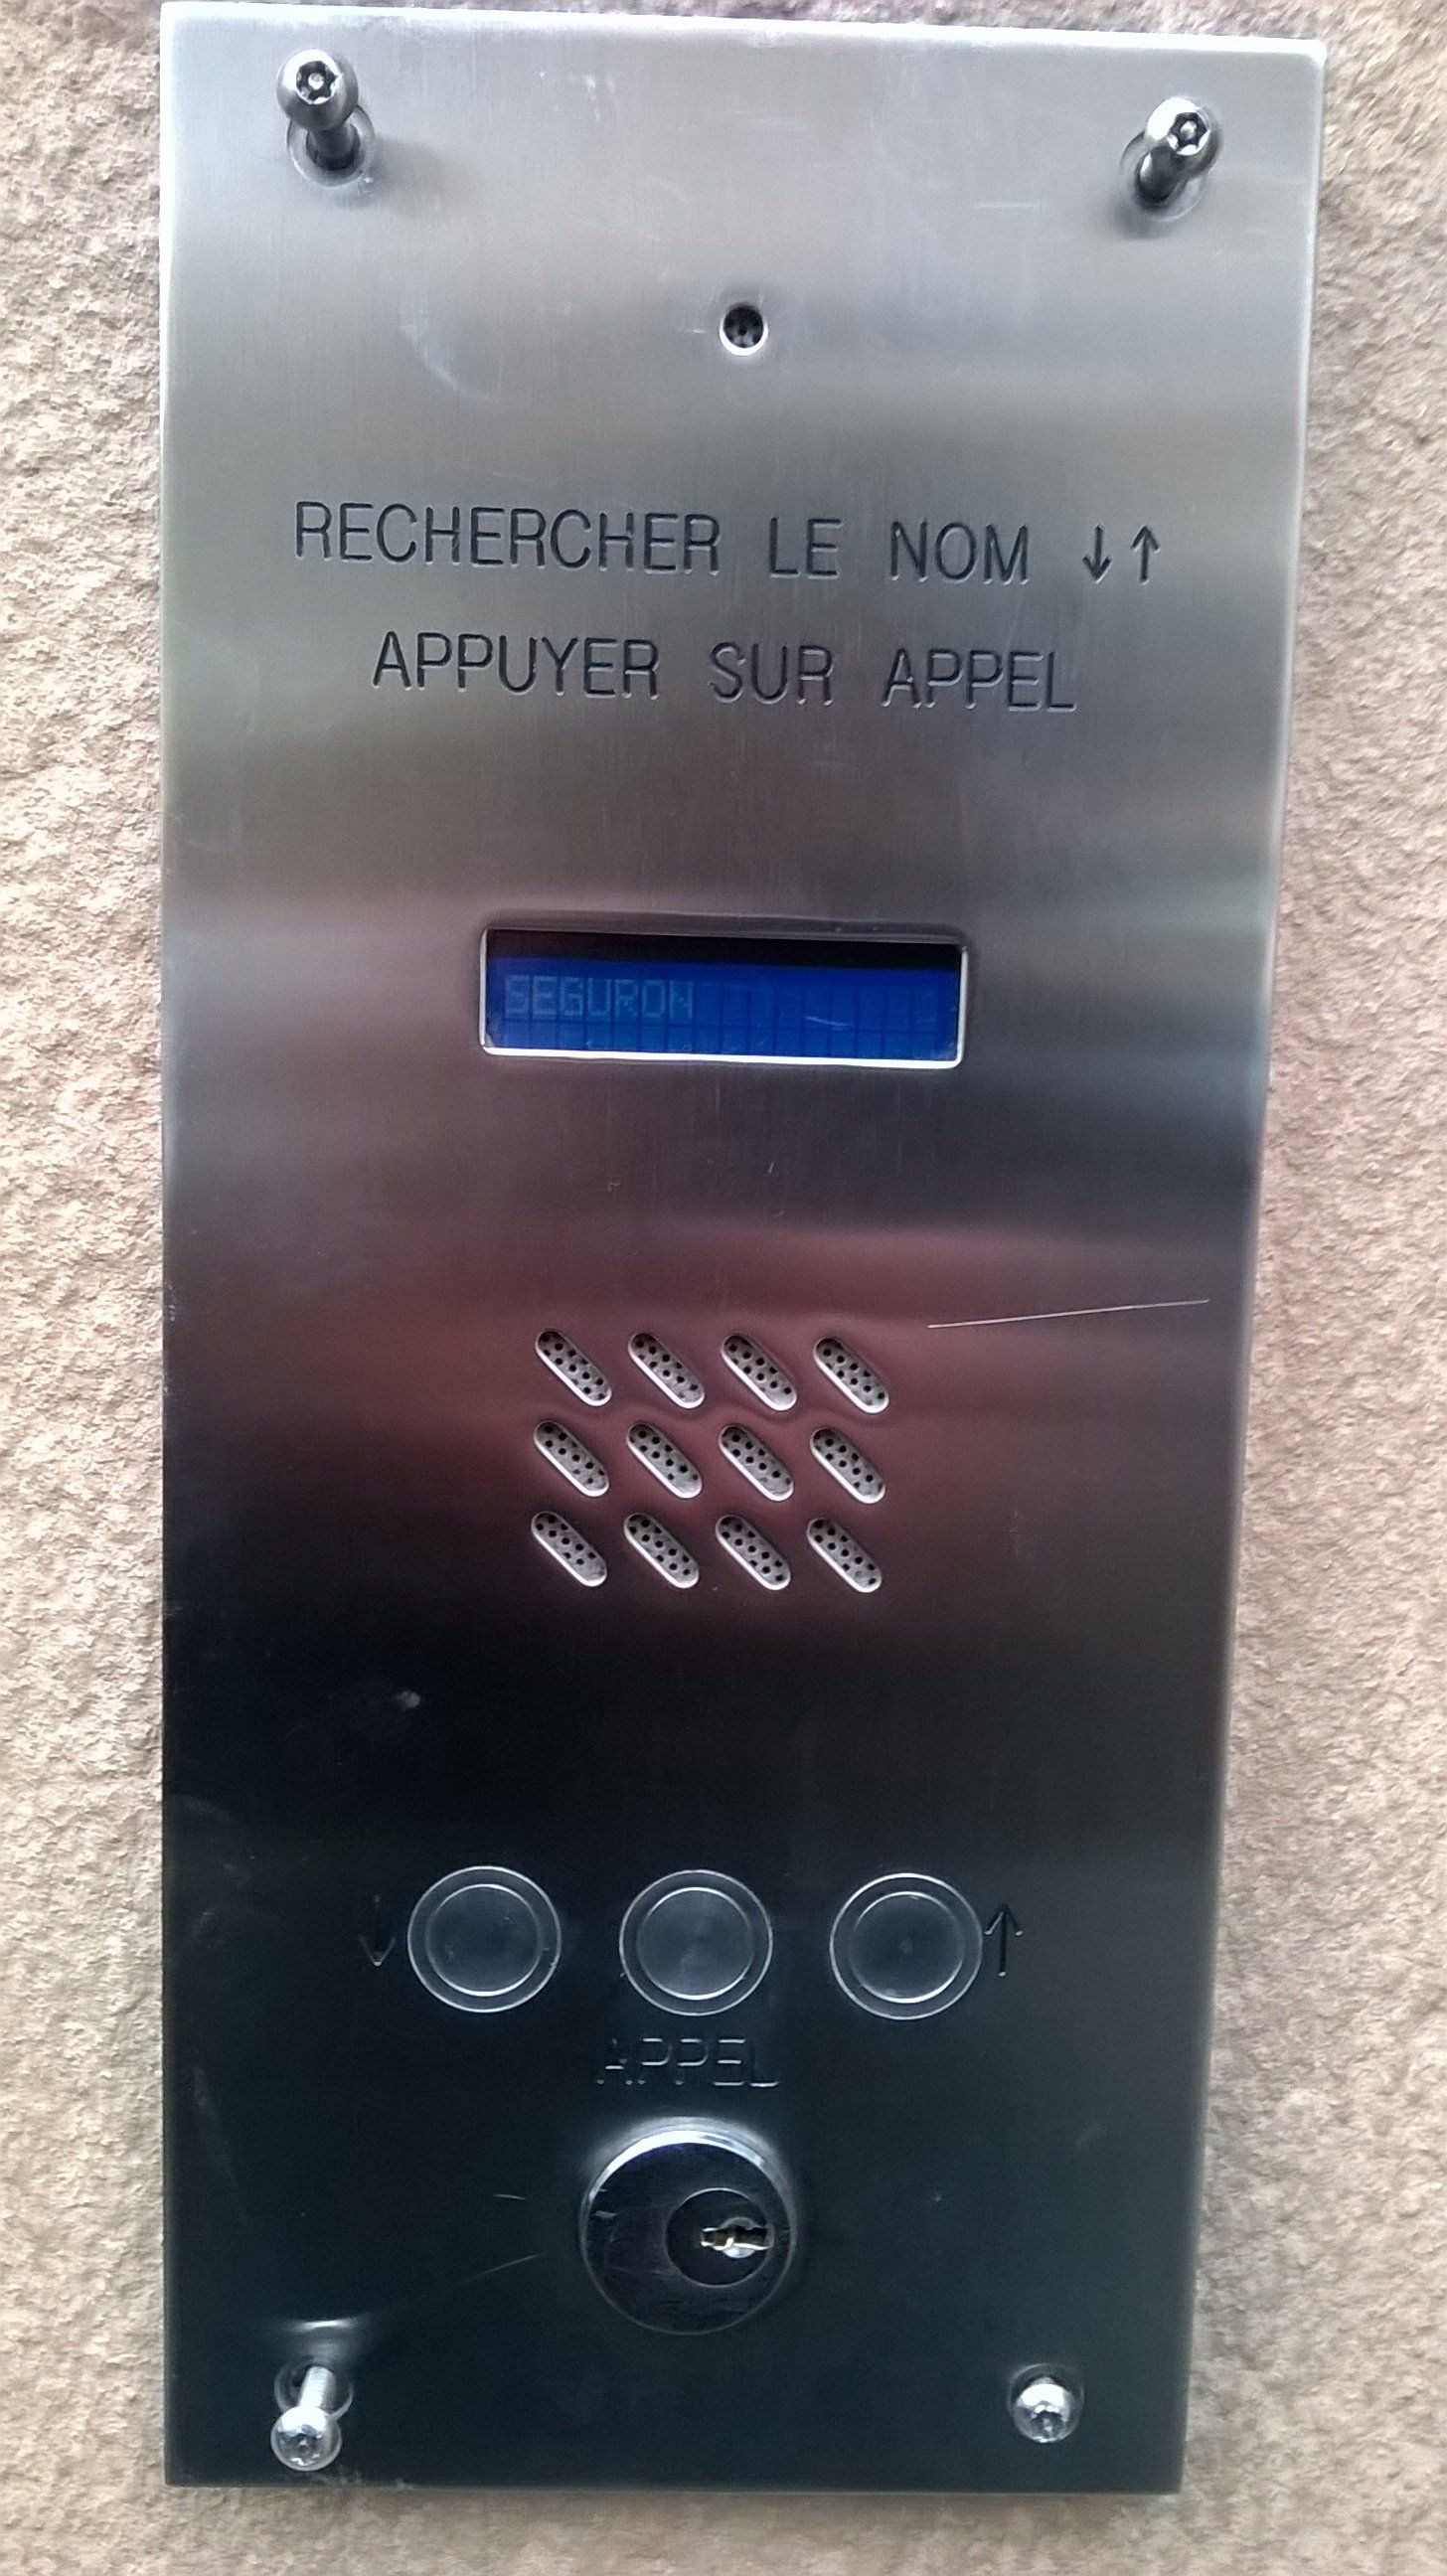 RECHERCHER LE NOM ↓↑
APPUYER SUR APPEL
SEGURON
↓ ↑
APPEL